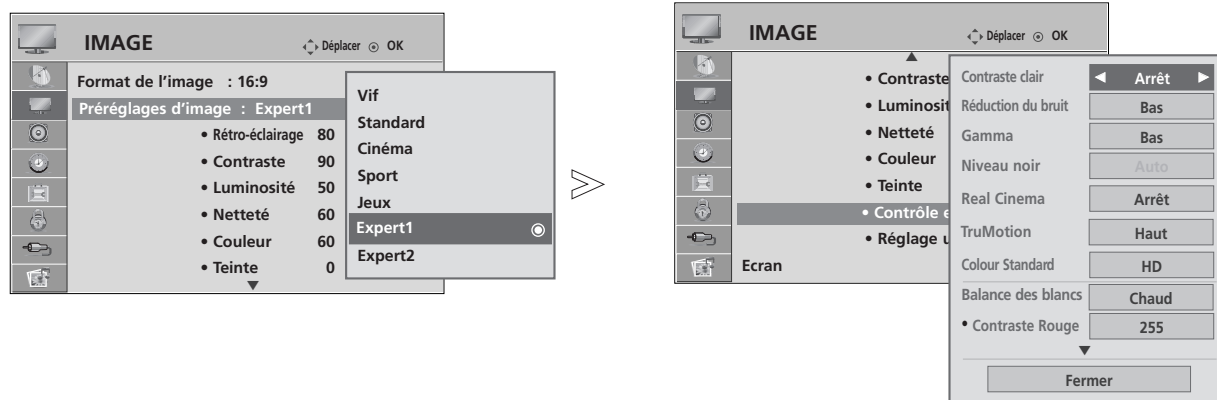 IMAGE
Déplacer OK
Format de l'image : 16:9
Préréglages d'image : Expert1
• Rétro-éclairage 80
• Contraste 90
• Luminosité 50
• Netteté 60
• Couleur 60
• Teinte 0
Vif
Standard
Cinéma
Sport
Jeux
Expert1
Expert2
IMAGE
Déplacer OK
• Contraste
• Luminosit
• Netteté
• Couleur
• Teinte
• Contrôle e
• Réglage u
Ecran
Contraste clair Arrêt
Réduction du bruit Bas
Gamma Bas
Niveau noir Auto
Real Cinema Arrêt
TruMotion Haut
Colour Standard HD
Balance des blancs Chaud
• Contraste Rouge 255
Fermer